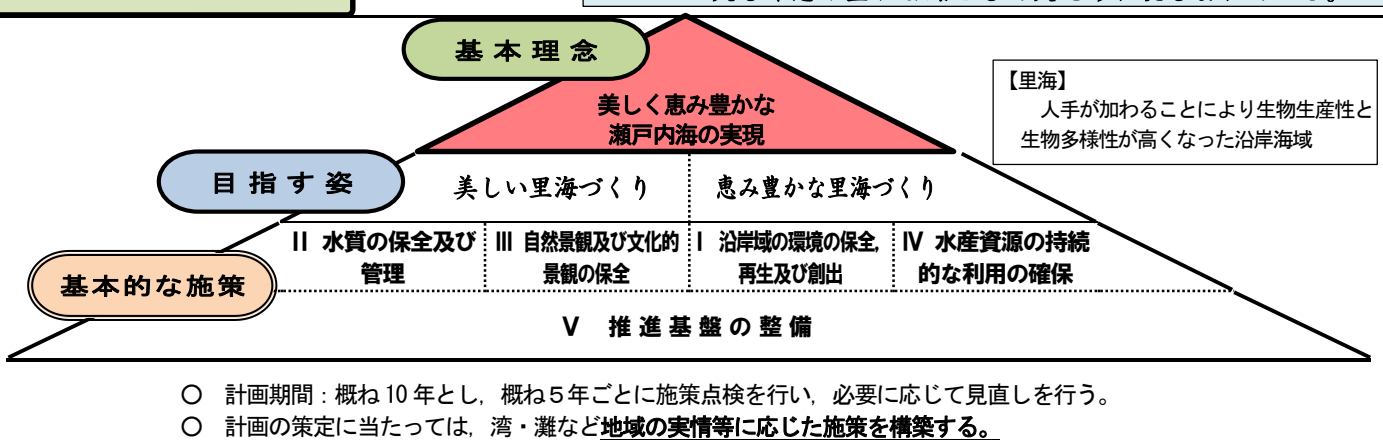 基本理念
美しく恵み豊かな
瀬戸内海の実現
【里海】
人手が加わることにより生物生産性と
生物多様性が高くなった沿岸海域
目指す姿
美しい里海づくり
恵み豊かな里海づくり
基本的な施策
II 水質の保全及び
管理
III 自然景観及び文化的
景観の保全
I 沿岸域の環境の保全,
再生及び創出
IV 水産資源の持続
的な利用の確保
V 推進基盤の整備
○ 計画期間:概ね10年とし,概ね5年ごとに施策点検を行い,必要に応じて見直しを行う。
○ 計画の策定に当たっては,湾・灘など地域の実情等に応じた施策を構築する。